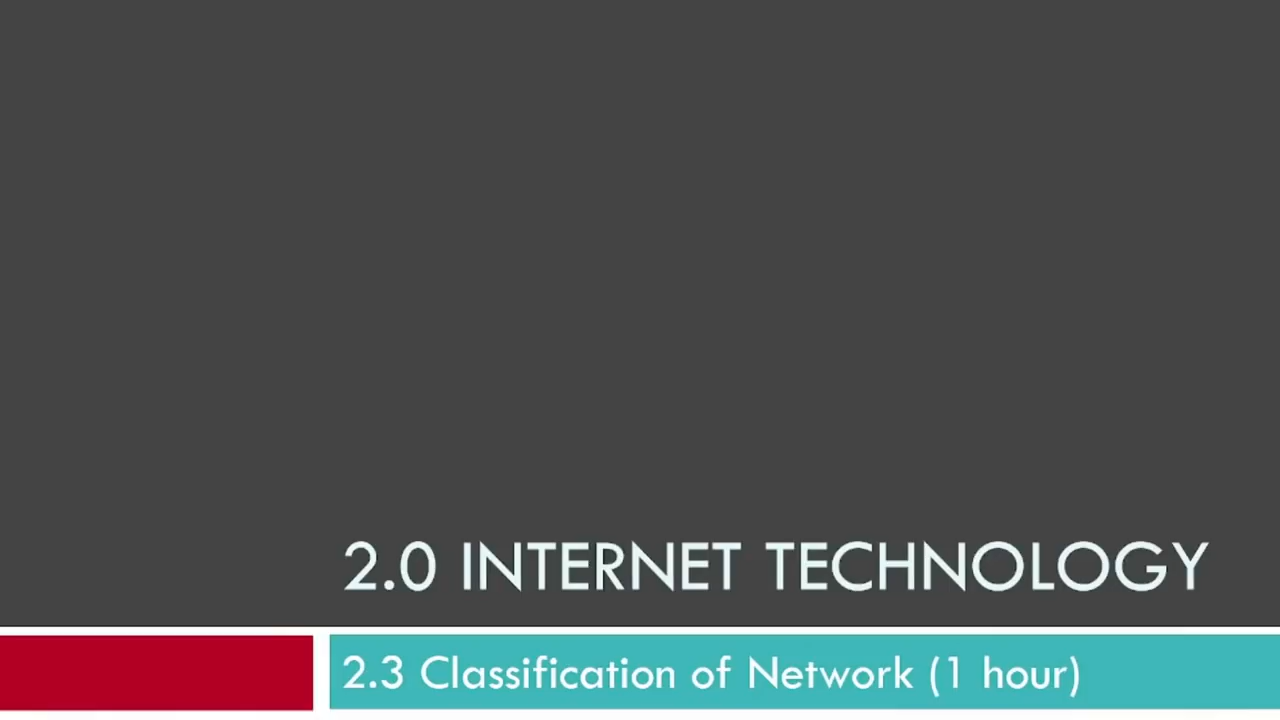 2.0 INTERNET TECHNOLOGY
2.3 Classification of Network (1 hour)